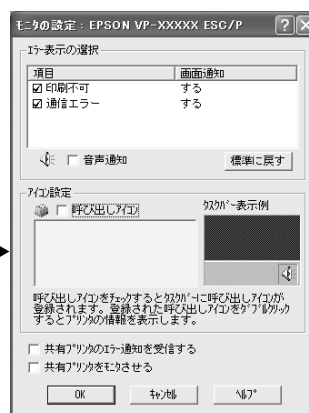 ﾓﾆﾀの設定：EPSON VP-XXXXX ESC/P
ｴﾗｰ表示の選択
項目 画面通知
印刷不可 する
通信エラー する
音声通知 標準に戻す
ｱｲｺﾝ設定
呼び出しｱｲｺﾝ ﾀｽｸﾊﾞｰ表示例
呼び出しｱｲｺﾝをﾁｪｯｸするとﾀｽｸﾊﾞｰに呼び出しｱｲｺﾝが
登録されます。登録された呼び出しｱｲｺﾝをﾀﾞﾌﾞﾙｸﾘｯｸ
するとﾌﾟﾘﾝﾀの情報を表示します。
共有ﾌﾟﾘﾝﾀのｴﾗｰ通知を受信する
共有ﾌﾟﾘﾝﾀをﾓﾆﾀさせる
OK ｷｬﾝｾﾙ ﾍﾙﾌﾟ